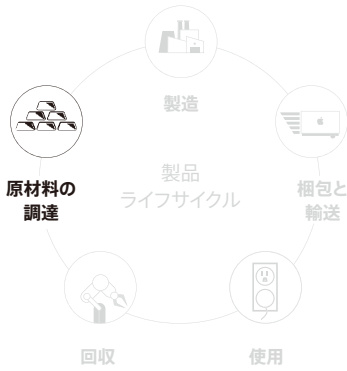 製造
原材料の
調達
製品
ライフサイクル
梱包と
輸送
回収
使用